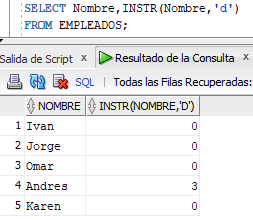 SELECT Nombre,INSTR(Nombre,'d')
FROM EMPLEADOS;
Salida de Script Resultado de la Consulta
SQL Todas las Filas Recuperadas:
NOMBRE INSTR(NOMBRE,'D')
1 Ivan 0
2 Jorge 0
3 Omar 0
4 Andres 3
5 Karen 0